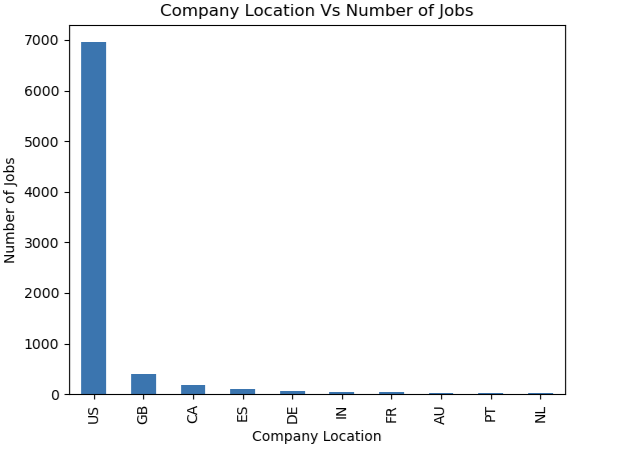 Company Location Vs Number of Jobs
7000
6000
5000
4000
3000
2000
1000
0
Number of Jobs
US GB CA ES DE IN FR AU PT NL
Company Location